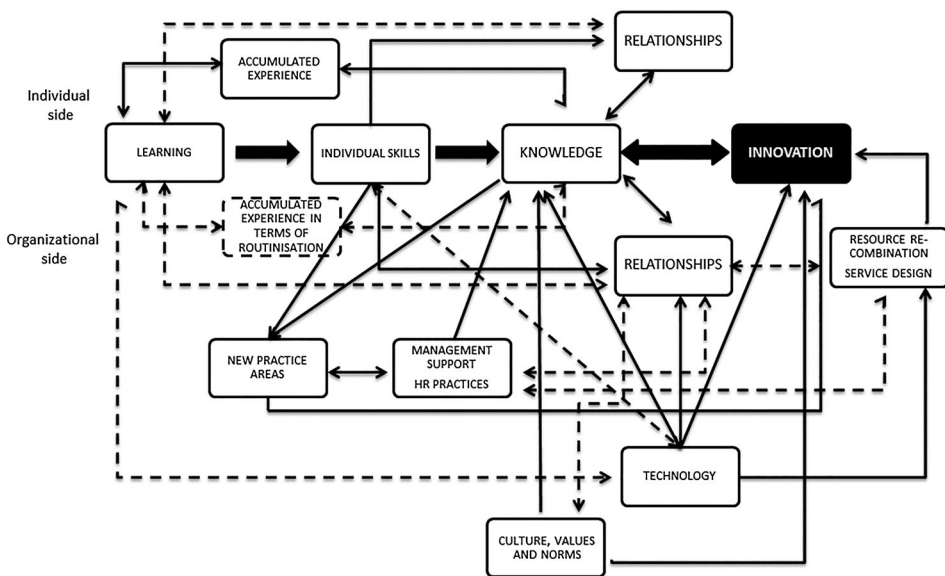 RELATIONSHIPS
ACCUMULATED
EXPERIENCE
Individual
side
LEARNING
INDIVIDUAL SKILLS
KNOWLEDGE
INNOVATION
ACCUMULATED
EXPERIENCE IN
TERMS OF
ROUTINISATION
Organizational
side
RELATIONSHIPS
RESOURCE RE-
COMBINATION
SERVICE DESIGN
NEW PRACTICE
AREAS
MANAGEMENT
SUPPORT
HR PRACTICES
TECHNOLOGY
CULTURE, VALUES
AND NORMS